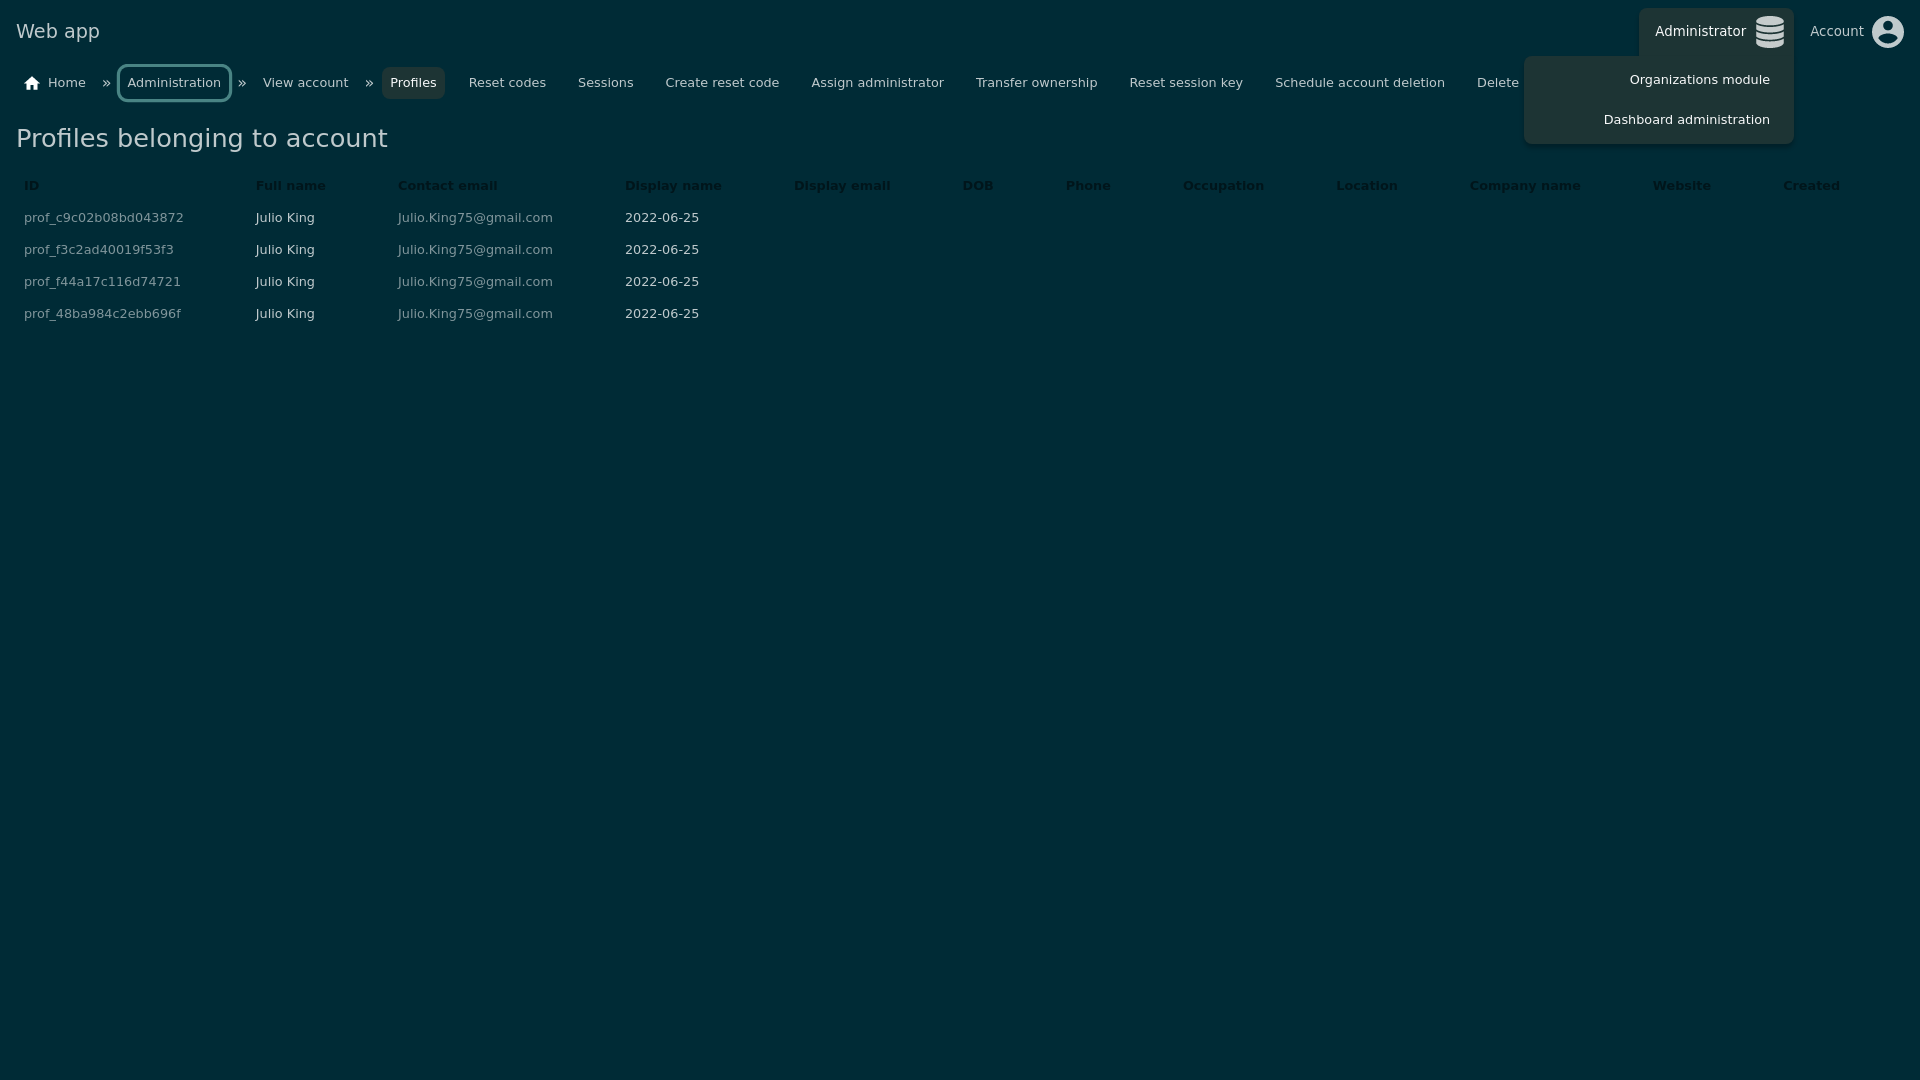 Web app
Administrator
Account
Home » Administration » View account » Profiles Reset codes Sessions Create reset code Assign administrator Transfer ownership Reset session key Schedule account deletion Delete
Organizations module
Dashboard administration
Profiles belonging to account
ID Full name Contact email Display name Display email DOB Phone Occupation Location Company name Website Created
prof_c9c02b08bd043872 Julio King Julio.King75@gmail.com 2022-06-25
prof_f3c2ad40019f53f3 Julio King Julio.King75@gmail.com 2022-06-25
prof_f44a17c116d74721 Julio King Julio.King75@gmail.com 2022-06-25
prof_48ba984c2ebb696f Julio King Julio.King75@gmail.com 2022-06-25